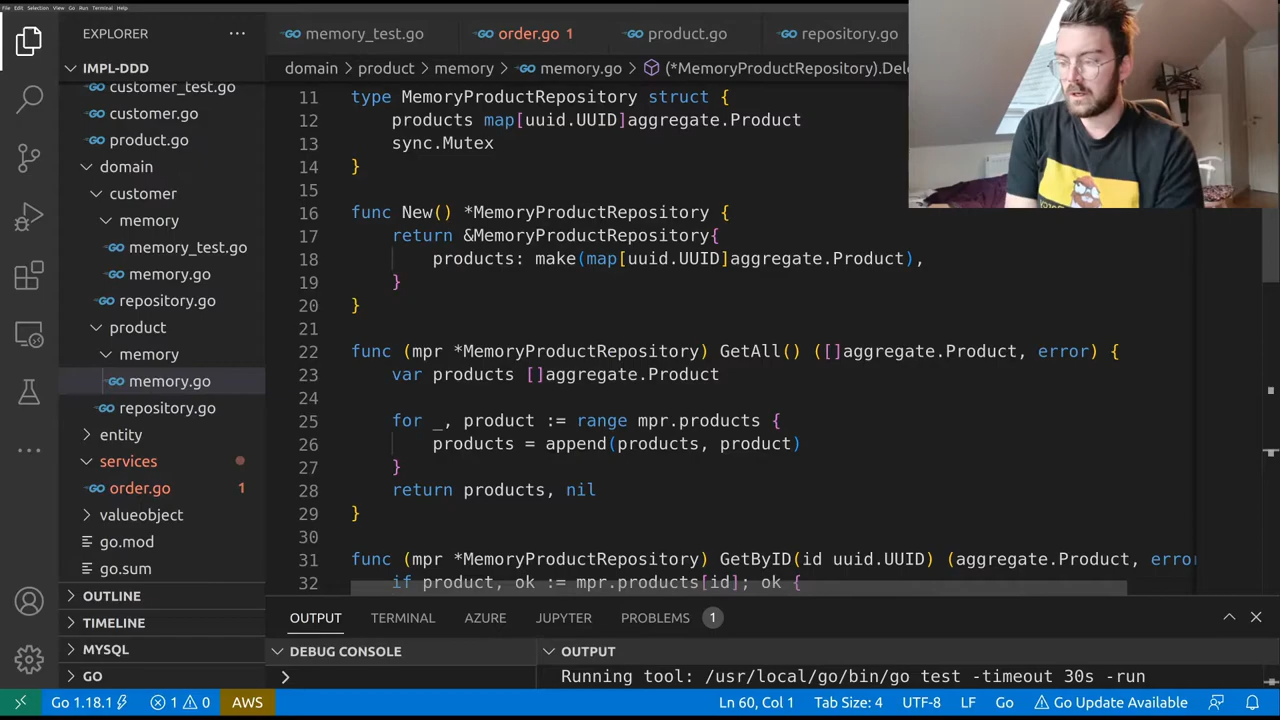 File Edit Selection View Go Run Terminal Help
EXPLORER
memory_test.go
order.go 1
product.go
repository.go
IMPL-DDD
domain > product > memory > memory.go > (*MemoryProductRepository).Dele
customer_test.go
customer.go
product.go
domain
customer
memory
memory_test.go
memory.go
repository.go
product
memory
memory.go
repository.go
entity
services
order.go 1
valueobject
go.mod
go.sum
OUTLINE
TIMELINE
MYSQL
GO
11 type MemoryProductRepository struct {
12 products map[uuid.UUID]aggregate.Product
13 sync.Mutex
14 }
15
16 func New() *MemoryProductRepository {
17 return &MemoryProductRepository{
18 products: make(map[uuid.UUID]aggregate.Product),
19 }
20 }
21
22 func (mpr *MemoryProductRepository) GetAll() ([]aggregate.Product, error) {
23 var products []aggregate.Product
24
25 for _, product := range mpr.products {
26 products = append(products, product)
27 }
28 return products, nil
29 }
30
31 func (mpr *MemoryProductRepository) GetByID(id uuid.UUID) (aggregate.Product, error
32 if product, ok := mpr.products[id]; ok {
OUTPUT TERMINAL AZURE JUPYTER PROBLEMS 1
DEBUG CONSOLE
OUTPUT
>
Running tool: /usr/local/go/bin/go test -timeout 30s -run
Go 1.18.1 1 0 AWS Ln 60, Col 1 Tab Size: 4 UTF-8 LF Go Go Update Available